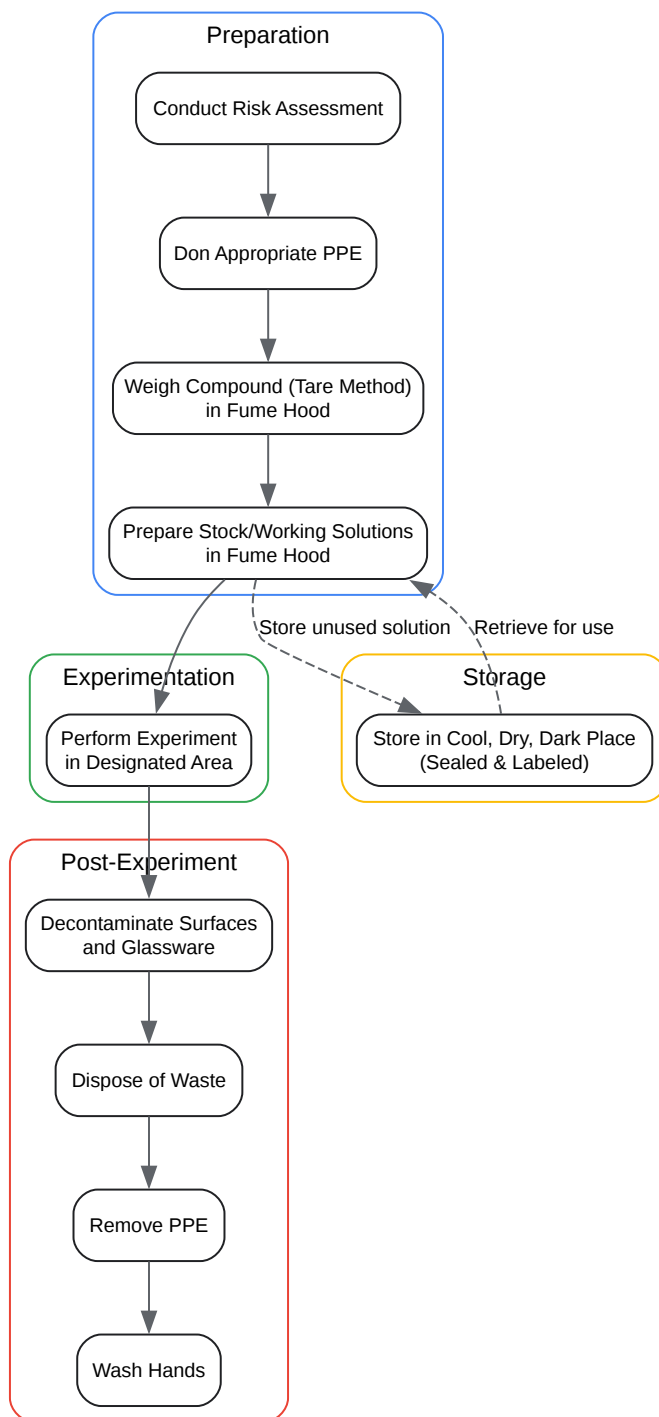 Preparation
Conduct Risk Assessment
Don Appropriate PPE
Weigh Compound (Tare Method)
in Fume Hood
Prepare Stock/Working Solutions
in Fume Hood
Store unused solution
Retrieve for use
Experimentation
Perform Experiment
in Designated Area
Storage
Store in Cool, Dry, Dark Place
(Sealed & Labeled)
Post-Experiment
Decontaminate Surfaces
and Glassware
Dispose of Waste
Remove PPE
Wash Hands